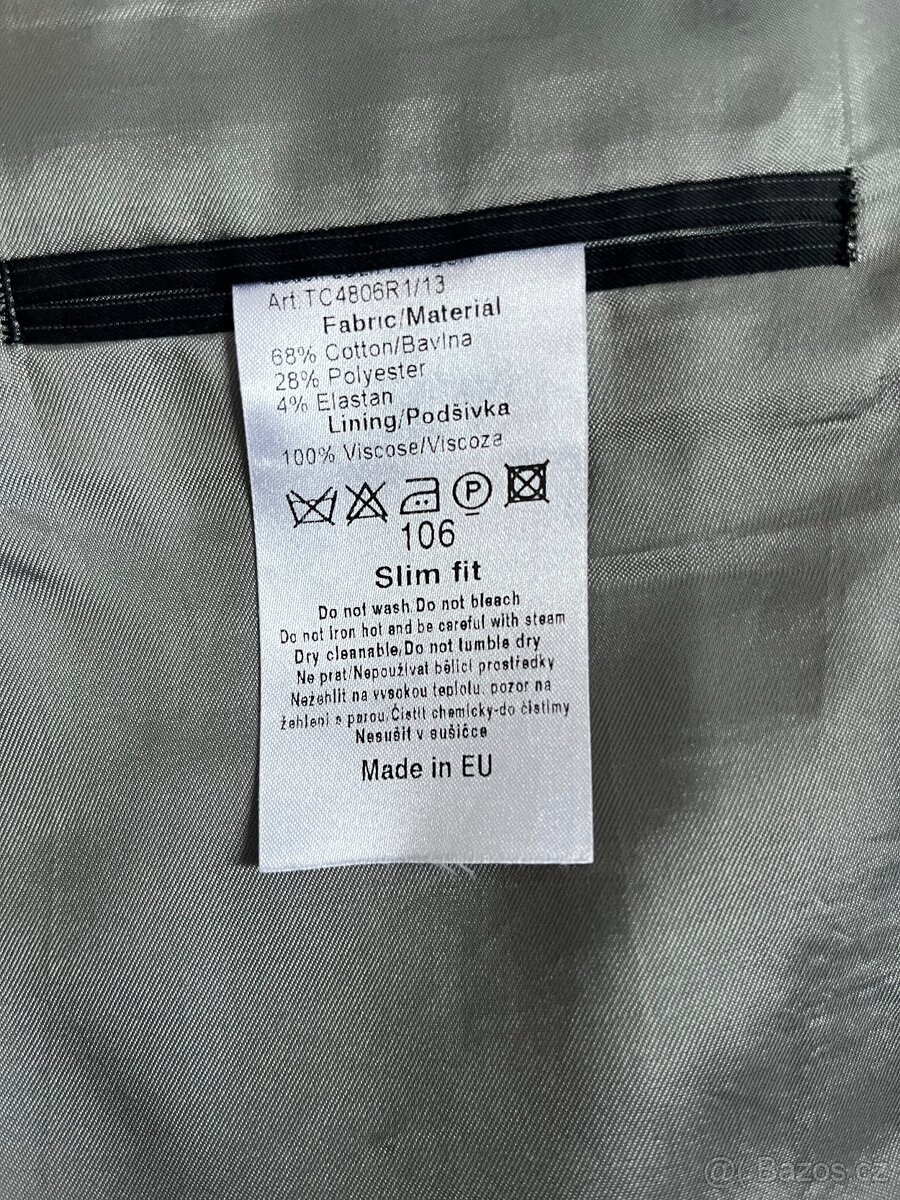 Art:TC4806R1/13
Fabric/Materiál
68% Cotton/Bavlna
28% Polyester
4% Elastan
Lining/Podšívka
100% Viscose/Viscoza
P
106
Slim fit
Do not wash.Do not bleach
Do not iron hot and be careful with steam
Dry cleanable,Do not tumble dry
Ne prat/Nepoužívat bělicí prostředky
Nežehlit na vysokou teplotu, pozor na
žehlení s parou,Čistit chemicky-do čistírny
Nesušit v sušičce
Made in EU
@ Bazos.cz